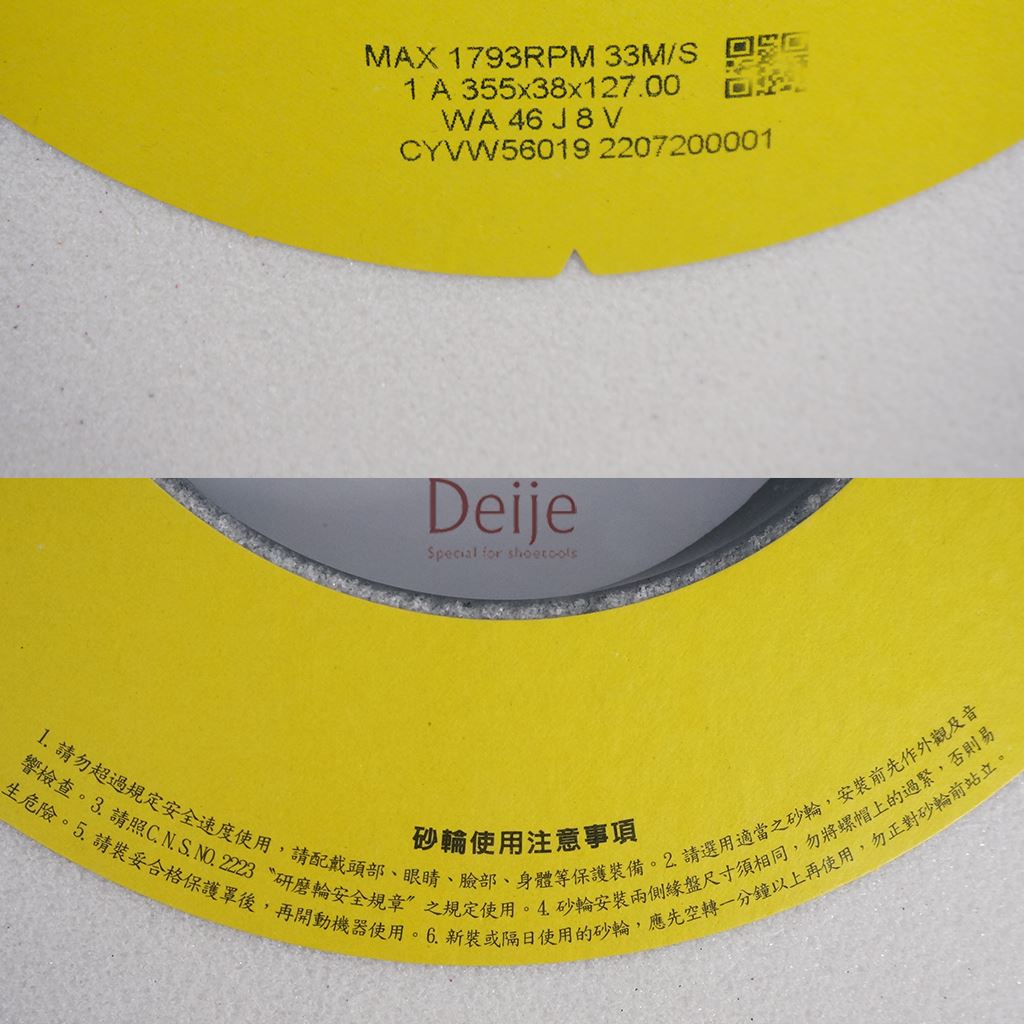 MAX 1793RPM 33M/S
1 A 355x38x127.00
WA 46 J 8 V
CYVW56019 2207200001
Deije
Special for shoetools
砂輪使用注意事項
1. 請勿超過規定安全速度使用，請配戴頭部、眼睛、臉部、身體等保護裝備。2. 請選用適當之砂輪，安裝前先作外觀及音
響檢查。3. 請照C.N.S.NO. 2223〝研磨輪安全規章〞之規定使用。4. 砂輪安裝兩側緣盤尺寸須相同，勿將螺帽上的過緊，否則易
生危險。5. 請裝妥合格保護罩後，再開動機器使用。6. 新裝或隔日使用的砂輪，應先空轉一分鐘以上再使用，勿正對砂輪前站立。